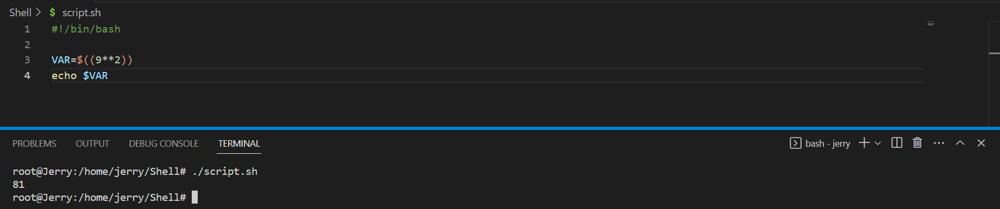 Shell > $ script.sh
1 #!/bin/bash
2
3 VAR=$((9**2))
4 echo $VAR
PROBLEMS OUTPUT DEBUG CONSOLE TERMINAL bash - jerry
root@Jerry:/home/jerry/Shell# ./script.sh
81
root@Jerry:/home/jerry/Shell#